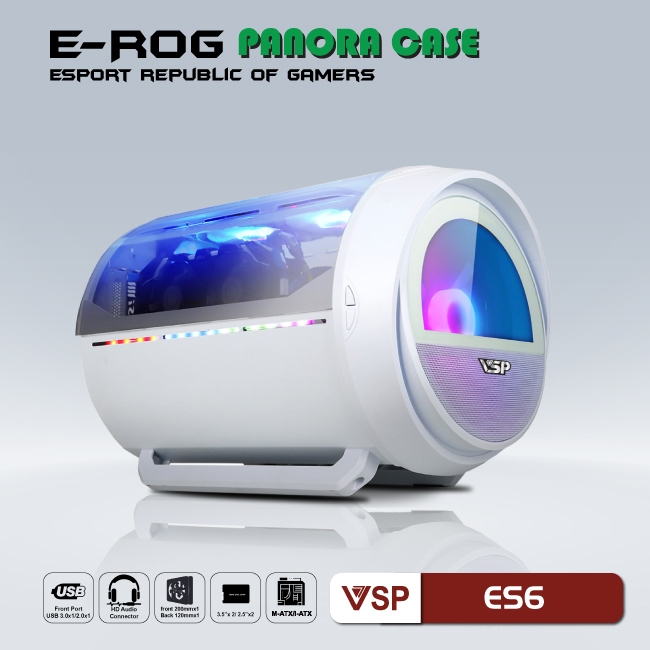 E-ROG PANORA CASE
ESPORT REPUBLIC OF GAMERS
VSP
USB
Front Port
USB 3.0x1/2.0x1
HD Audio
Connector
front 200mmx1
Back 120mmx1
3.5"x 2/ 2.5"x2
M-ATX/I-ATX
VSP
ES6